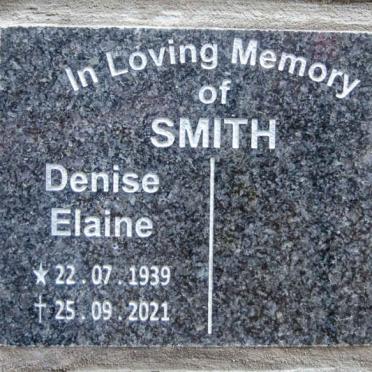 In Loving Memory
of
SMITH
Denise
Elaine
★ 22 . 07 . 1939
† 25 . 09 . 2021